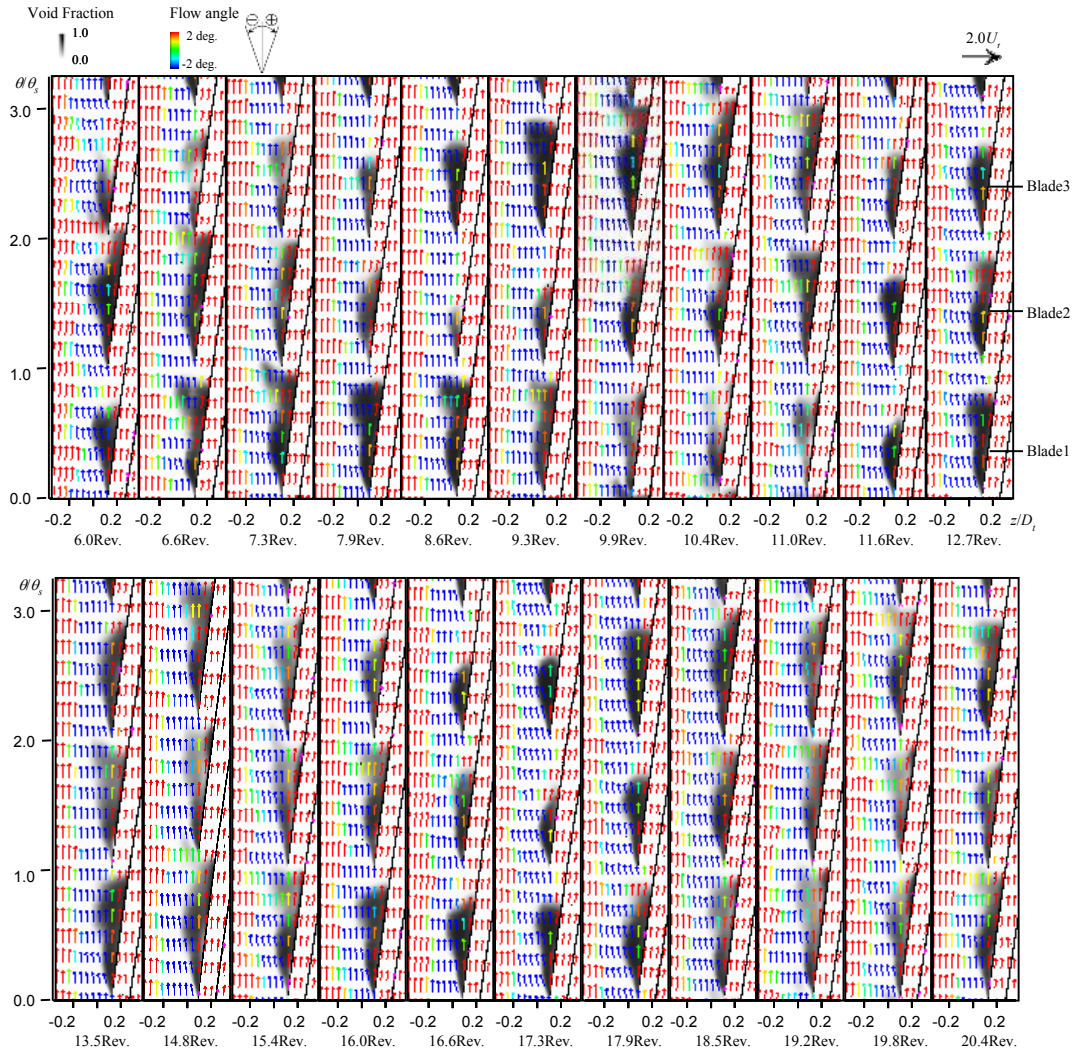 Void Fraction
Flow angle
1.0
0.0
2 deg.
-2 deg.
⊖ ⊕
2.0Uₜ
θ/θₛ
3.0
2.0
1.0
0.0
Blade3
Blade2
Blade1
-0.2 0.2 -0.2 0.2 -0.2 0.2 -0.2 0.2 -0.2 0.2 -0.2 0.2 -0.2 0.2 -0.2 0.2 -0.2 0.2 -0.2 0.2 -0.2 0.2 z/Dₜ
6.0Rev. 6.6Rev. 7.3Rev. 7.9Rev. 8.6Rev. 9.3Rev. 9.9Rev. 10.4Rev. 11.0Rev. 11.6Rev. 12.7Rev.
θ/θₛ
3.0
2.0
1.0
0.0
-0.2 0.2 -0.2 0.2 -0.2 0.2 -0.2 0.2 -0.2 0.2 -0.2 0.2 -0.2 0.2 -0.2 0.2 -0.2 0.2 -0.2 0.2 -0.2 0.2
13.5Rev. 14.8Rev. 15.4Rev. 16.0Rev. 16.6Rev. 17.3Rev. 17.9Rev. 18.5Rev. 19.2Rev. 19.8Rev. 20.4Rev.